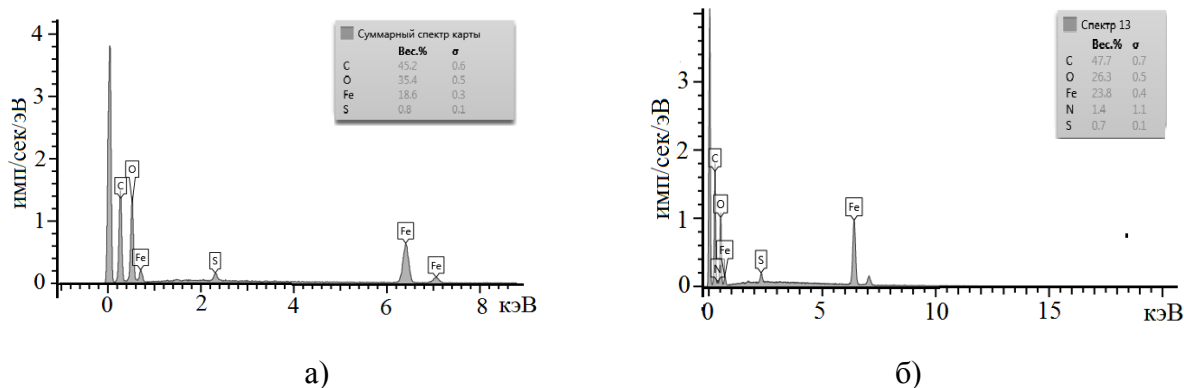 4
3
2
1
0
имп/сек/эВ
Суммарный спектр карты
Вес.% σ
C 45.2 0.6
O 35.4 0.5
Fe 18.6 0.3
S 0.8 0.1
C
O
Fe
S
Fe
Fe
0 2 4 6 8 кэВ
а)
3
2
1
0
имп/сек/эВ
Спектр 13
Вес.% σ
C 47.7 0.7
O 26.3 0.5
Fe 23.8 0.4
N 1.4 1.1
S 0.7 0.1
C
O
Fe
N
S
Fe
0 5 10 15 кэВ
б)